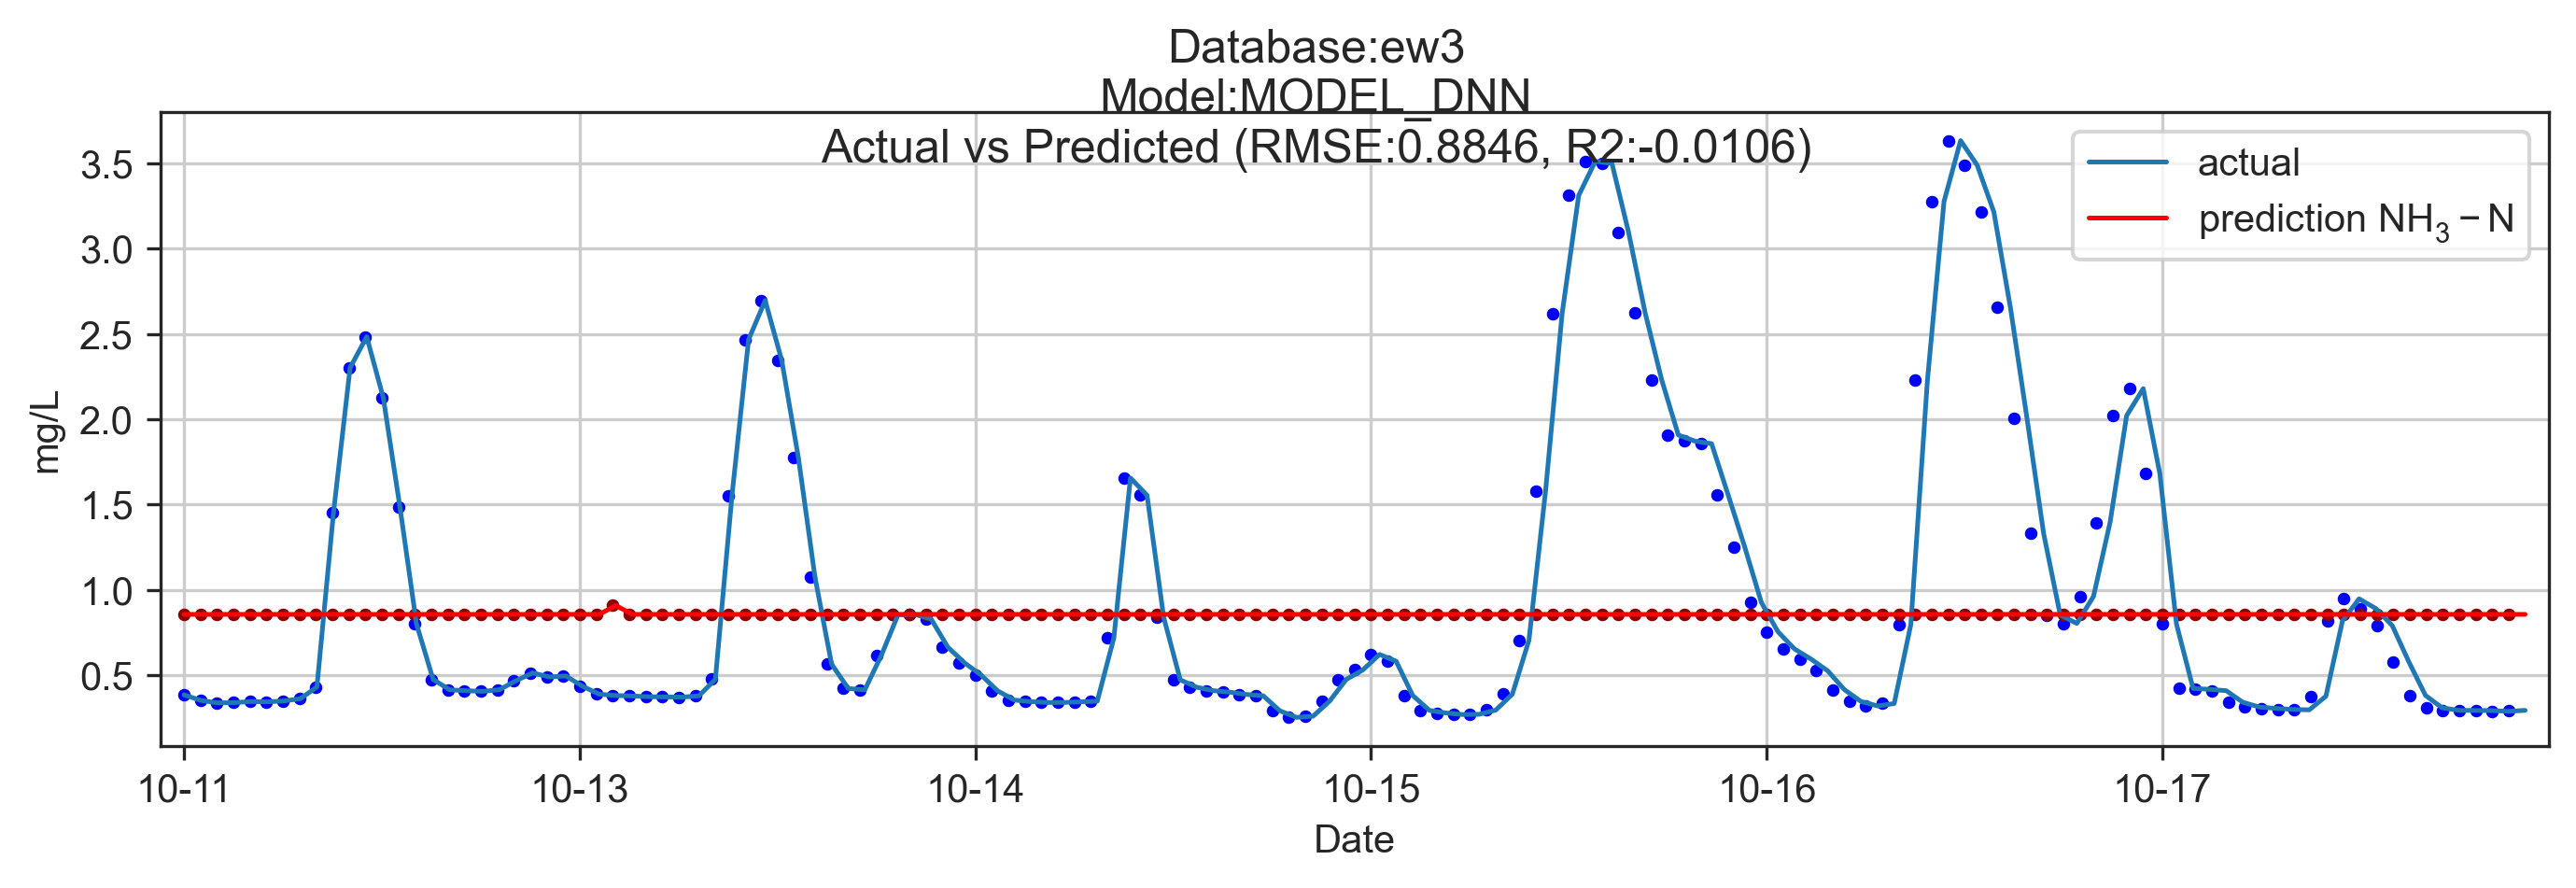 Database:ew3
Model:MODEL_DNN
Actual vs Predicted (RMSE:0.8846, R2:-0.0106)
actual
prediction NH₃ − N
3.5
3.0
2.5
2.0
1.5
1.0
0.5
mg/L
10-11
10-13
10-14
10-15
10-16
10-17
Date